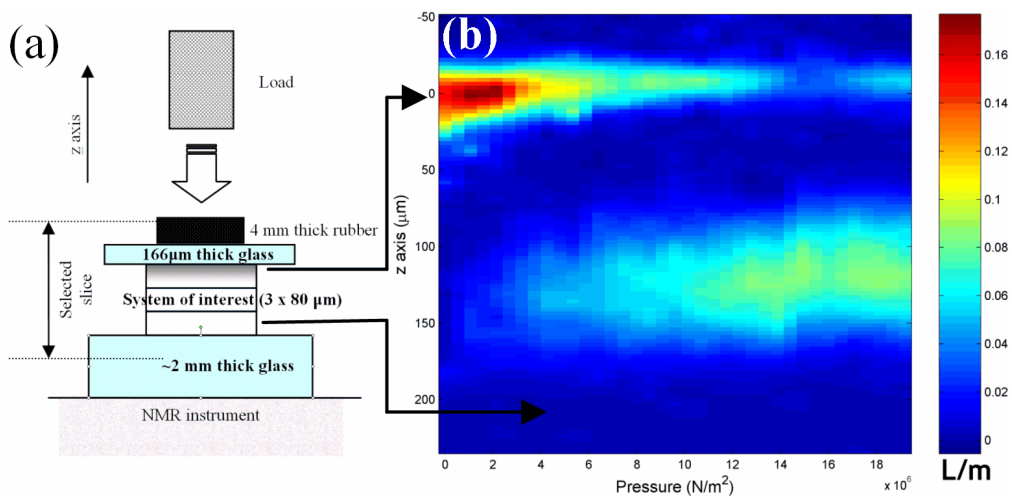 (a)
z axis
Load
4 mm thick rubber
166μm thick glass
Selected
slice
System of interest (3 x 80 μm)
~2 mm thick glass
NMR instrument
(b)
-50
0
50
100
150
200
z axis (μm)
0 2 4 6 8 10 12 14 16 18
x 10⁶
Pressure (N/m²)
0.16
0.14
0.12
0.1
0.08
0.06
0.04
0.02
0
L/m